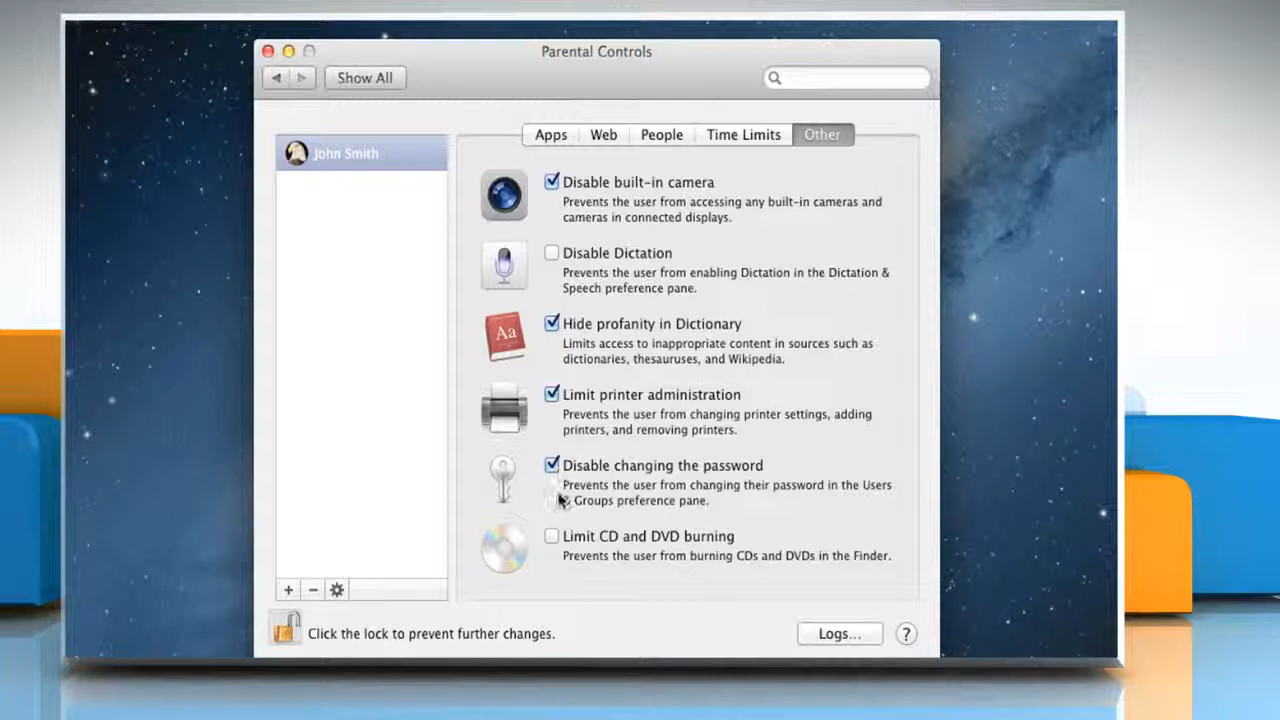 Parental Controls
Show All
John Smith
Apps Web People Time Limits Other
Disable built-in camera
Prevents the user from accessing any built-in cameras and
cameras in connected displays.
Disable Dictation
Prevents the user from enabling Dictation in the Dictation &
Speech preference pane.
Aa
Hide profanity in Dictionary
Limits access to inappropriate content in sources such as
dictionaries, thesauruses, and Wikipedia.
Limit printer administration
Prevents the user from changing printer settings, adding
printers, and removing printers.
Disable changing the password
Prevents the user from changing their password in the Users
Groups preference pane.
Limit CD and DVD burning
Prevents the user from burning CDs and DVDs in the Finder.
+ −
Click the lock to prevent further changes.
Logs... ?